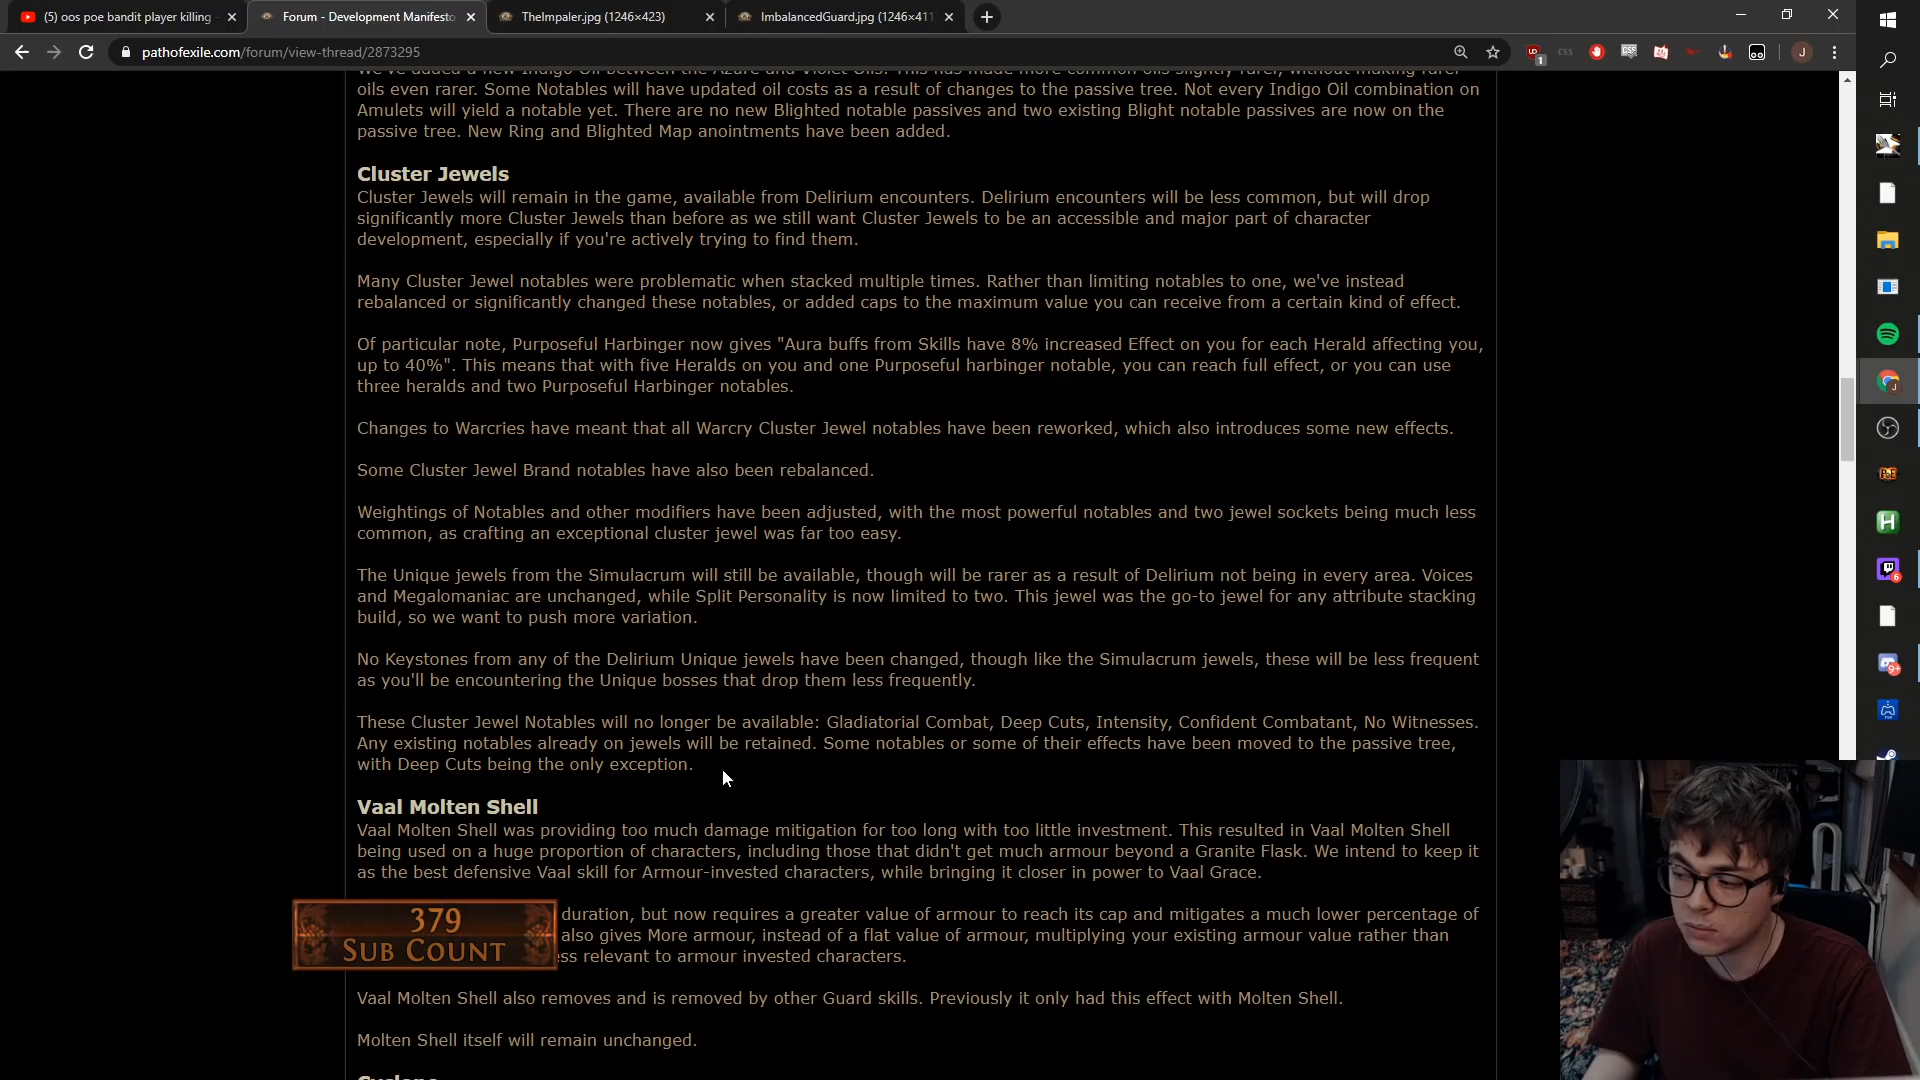 (5) oos poe bandit player killing
Forum - Development Manifesto
TheImpaler.jpg (1246×423)
ImbalancedGuard.jpg (1246×411
pathofexile.com/forum/view-thread/2873295
We've added a new Indigo Oil between the Azure and Violet Oils. This has made more common oils slightly rarer, without making rarer
oils even rarer. Some Notables will have updated oil costs as a result of changes to the passive tree. Not every Indigo Oil combination on
Amulets will yield a notable yet. There are no new Blighted notable passives and two existing Blight notable passives are now on the
passive tree. New Ring and Blighted Map anointments have been added.
Cluster Jewels
Cluster Jewels will remain in the game, available from Delirium encounters. Delirium encounters will be less common, but will drop
significantly more Cluster Jewels than before as we still want Cluster Jewels to be an accessible and major part of character
development, especially if you're actively trying to find them.
Many Cluster Jewel notables were problematic when stacked multiple times. Rather than limiting notables to one, we've instead
rebalanced or significantly changed these notables, or added caps to the maximum value you can receive from a certain kind of effect.
Of particular note, Purposeful Harbinger now gives "Aura buffs from Skills have 8% increased Effect on you for each Herald affecting you,
up to 40%". This means that with five Heralds on you and one Purposeful harbinger notable, you can reach full effect, or you can use
three heralds and two Purposeful Harbinger notables.
Changes to Warcries have meant that all Warcry Cluster Jewel notables have been reworked, which also introduces some new effects.
Some Cluster Jewel Brand notables have also been rebalanced.
Weightings of Notables and other modifiers have been adjusted, with the most powerful notables and two jewel sockets being much less
common, as crafting an exceptional cluster jewel was far too easy.
The Unique jewels from the Simulacrum will still be available, though will be rarer as a result of Delirium not being in every area. Voices
and Megalomaniac are unchanged, while Split Personality is now limited to two. This jewel was the go-to jewel for any attribute stacking
build, so we want to push more variation.
No Keystones from any of the Delirium Unique jewels have been changed, though like the Simulacrum jewels, these will be less frequent
as you'll be encountering the Unique bosses that drop them less frequently.
These Cluster Jewel Notables will no longer be available: Gladiatorial Combat, Deep Cuts, Intensity, Confident Combatant, No Witnesses.
Any existing notables already on jewels will be retained. Some notables or some of their effects have been moved to the passive tree,
with Deep Cuts being the only exception.
Vaal Molten Shell
Vaal Molten Shell was providing too much damage mitigation for too long with too little investment. This resulted in Vaal Molten Shell
being used on a huge proportion of characters, including those that didn't get much armour beyond a Granite Flask. We intend to keep it
as the best defensive Vaal skill for Armour-invested characters, while bringing it closer in power to Vaal Grace.
duration, but now requires a greater value of armour to reach its cap and mitigates a much lower percentage of
also gives More armour, instead of a flat value of armour, multiplying your existing armour value rather than
ess relevant to armour invested characters.
379
SUB COUNT
Vaal Molten Shell also removes and is removed by other Guard skills. Previously it only had this effect with Molten Shell.
Molten Shell itself will remain unchanged.
Cyclone